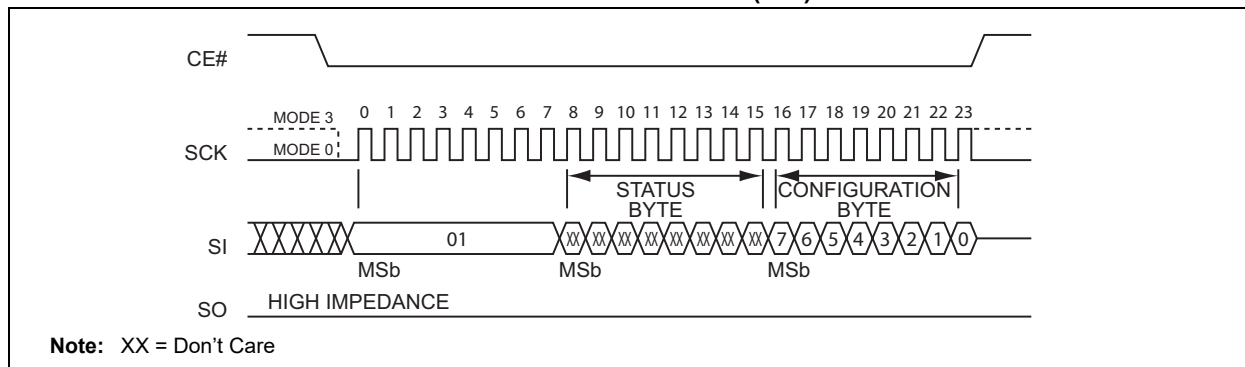 CE#
MODE 3
0 1 2 3 4 5 6 7 8 9 10 11 12 13 14 15 16 17 18 19 20 21 22 23
SCK
MODE 0
STATUS BYTE
CONFIGURATION BYTE
SI
01
XX XX XX XX XX XX XX XX 7 6 5 4 3 2 1 0
MSb MSb MSb
SO
HIGH IMPEDANCE
Note: XX = Don't Care